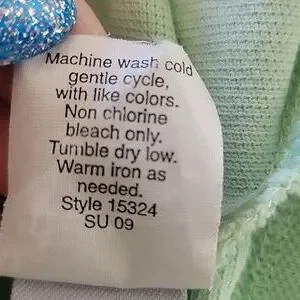 Machine wash cold
gentle cycle,
with like colors.
Non chlorine
bleach only.
Tumble dry low.
Warm iron as
needed.
Style 15324
SU 09